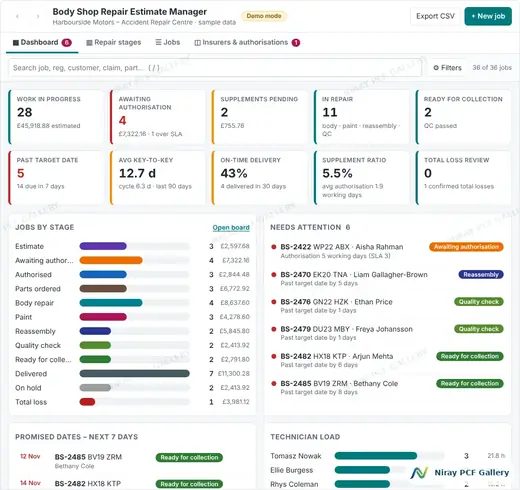 Body Shop Repair Estimate Manager
Harbourside Motors – Accident Repair Centre · sample data
Demo mode
Export CSV
+ New job
Dashboard 6
Repair stages
Jobs
Insurers & authorisations 1
Search job, reg, customer, claim, part... ( / )
Filters
36 of 36 jobs
WORK IN PROGRESS
28
£45,918.88 estimated
AWAITING AUTHORISATION
4
£7,322.16 · 1 over SLA
SUPPLEMENTS PENDING
2
£755.76
IN REPAIR
11
body · paint · reassembly · QC
READY FOR COLLECTION
2
QC passed
PAST TARGET DATE
5
14 due in 7 days
AVG KEY-TO-KEY
12.7 d
cycle 6.3 d · last 90 days
ON-TIME DELIVERY
43%
4 delivered in 30 days
SUPPLEMENT RATIO
5.5%
avg authorisation 1.9 working days
TOTAL LOSS REVIEW
0
1 confirmed total losses
JOBS BY STAGE
Open board
Estimate 3 £2,597.68
Awaiting author... 4 £7,322.16
Authorised 3 £2,844.48
Parts ordered 3 £6,772.92
Body repair 4 £8,637.60
Paint 3 £4,278.60
Reassembly 2 £5,845.80
Quality check 2 £2,413.92
Ready for colle... 2 £2,791.80
Delivered 7 £11,300.28
On hold 2 £2,413.92
Total loss 1 £3,981.12
NEEDS ATTENTION 6
BS-2422 WP22 ABX · Aisha Rahman
Authorisation 5 working days (SLA 3)
Awaiting authorisation
BS-2470 EK20 TNA · Liam Gallagher-Brown
Past target date by 5 days
Reassembly
BS-2476 GN22 HZK · Ethan Price
Past target date by 1 days
Quality check
BS-2479 DU23 MBY · Freya Johansson
Past target date by 1 days
Quality check
BS-2482 HX18 KTP · Arjun Mehta
Past target date by 6 days
Ready for collection
BS-2485 BV19 ZRM · Bethany Cole
Past target date by 8 days
Ready for collection
PROMISED DATES – NEXT 7 DAYS
12 Nov
BS-2485 BV19 ZRM
Bethany Cole
Ready for collection
14 Nov
BS-2482 HX18 KTP
Ready for collection
TECHNICIAN LOAD
Tomasz Nowak 3 21.8 h
Ellie Burgess
Rhys Coleman 2
Niray PCF Gallery